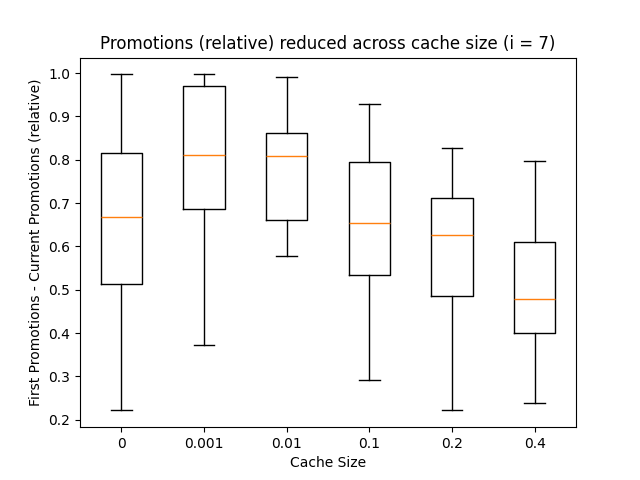 Promotions (relative) reduced across cache size (i = 7)
First Promotions - Current Promotions (relative)
1.0
0.9
0.8
0.7
0.6
0.5
0.4
0.3
0.2
0 0.001 0.01 0.1 0.2 0.4
Cache Size